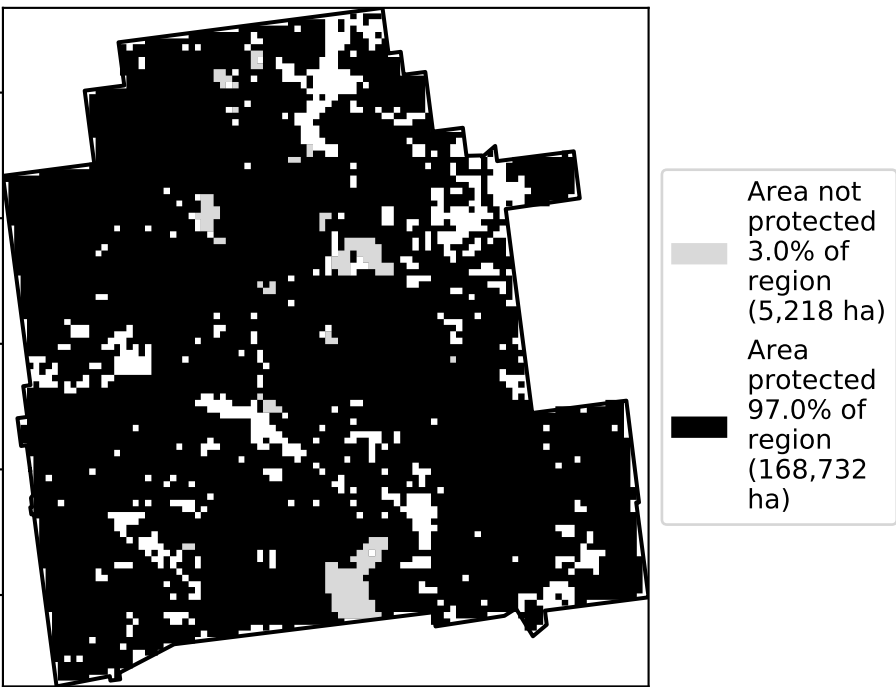 Area not
protected
3.0% of
region
(5,218 ha)
Area
protected
97.0% of
region
(168,732
ha)